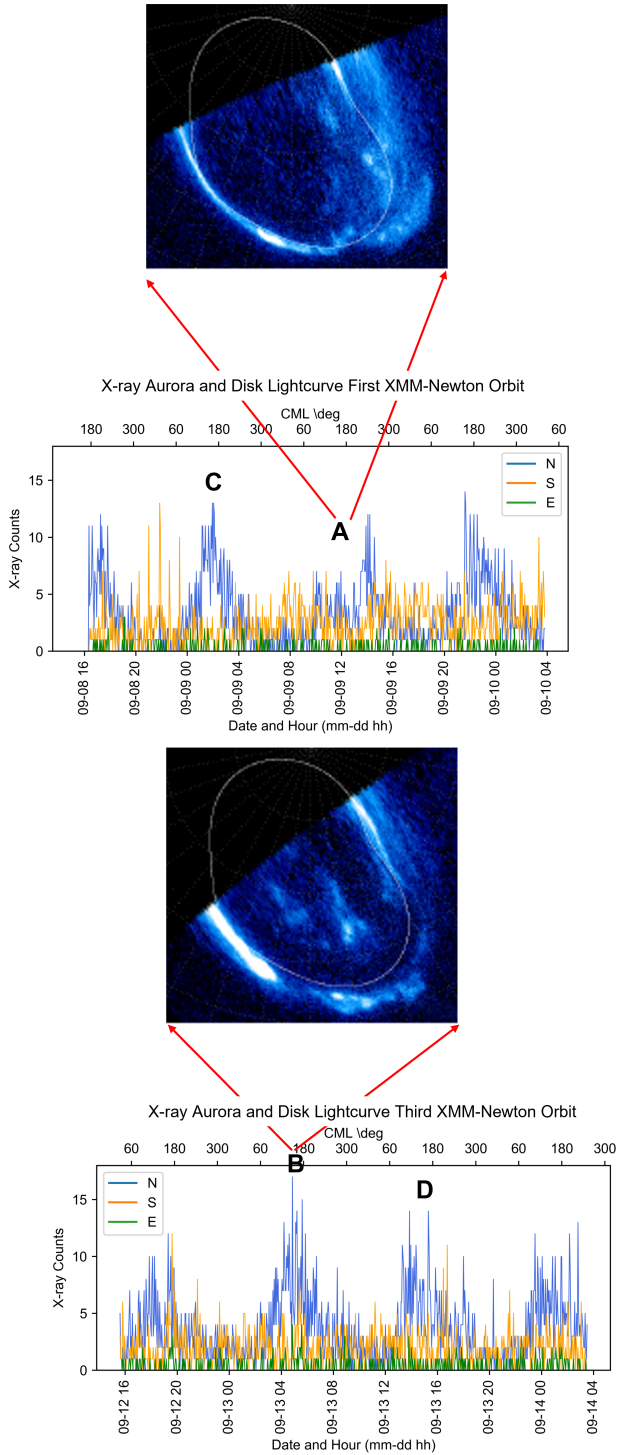 X-ray Aurora and Disk Lightcurve First XMM-Newton Orbit
CML \deg
180 300 60 180 300 60 180 300 60 180 300 60
C
A
N
S
E
15
10
5
0
X-ray Counts
09-08 16 09-08 20 09-09 00 09-09 04 09-09 08 09-09 12 09-09 16 09-09 20 09-10 00 09-10 04
Date and Hour (mm-dd hh)
X-ray Aurora and Disk Lightcurve Third XMM-Newton Orbit
CML \deg
60 180 300 60 180 300 60 180 300 60 180 300
B
D
N
S
E
15
10
5
0
X-ray Counts
09-12 16 09-12 20 09-13 00 09-13 04 09-13 08 09-13 12 09-13 16 09-13 20 09-14 00 09-14 04
Date and Hour (mm-dd hh)